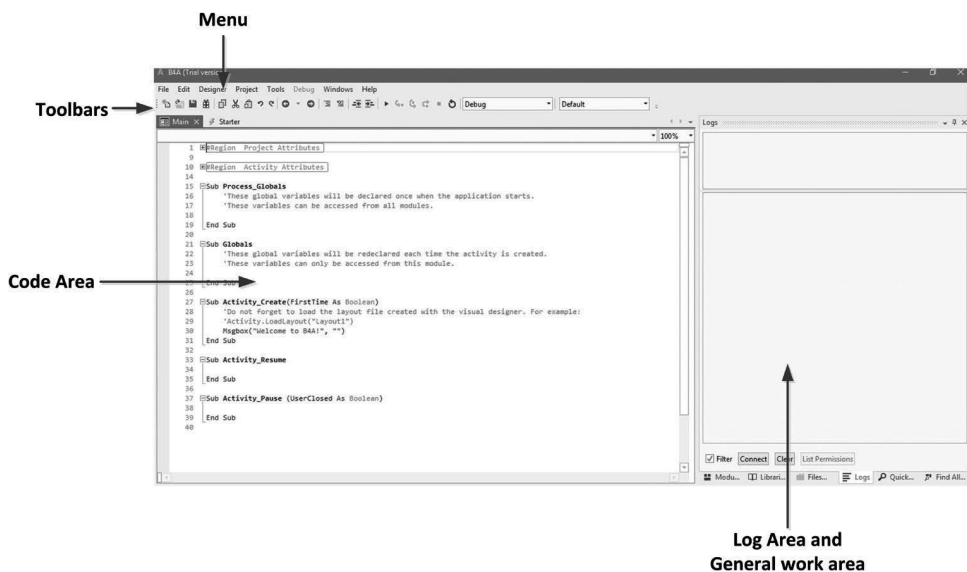 Menu
B4A (Trial version)
File Edit Designer Project Tools Debug Windows Help
Toolbars
Debug Default
Main Starter
Logs
100%
1 #Region Project Attributes
9
10 #Region Activity Attributes
14
15 Sub Process_Globals
16 'These global variables will be declared once when the application starts.
17 'These variables can be accessed from all modules.
18
19 End Sub
20
21 Sub Globals
22 'These global variables will be redeclared each time the activity is created.
23 'These variables can only be accessed from this module.
24
Code Area
25 End Sub
26
27 Sub Activity_Create(FirstTime As Boolean)
28 'Do not forget to load the layout file created with the visual designer. For example:
29 'Activity.LoadLayout("Layout1")
30 Msgbox("Welcome to B4A!", "")
31 End Sub
32
33 Sub Activity_Resume
34
35 End Sub
36
37 Sub Activity_Pause (UserClosed As Boolean)
38
39 End Sub
40
Filter Connect Clear List Permissions
Modu... Librari... Files... Logs Quick... Find All...
Log Area and
General work area